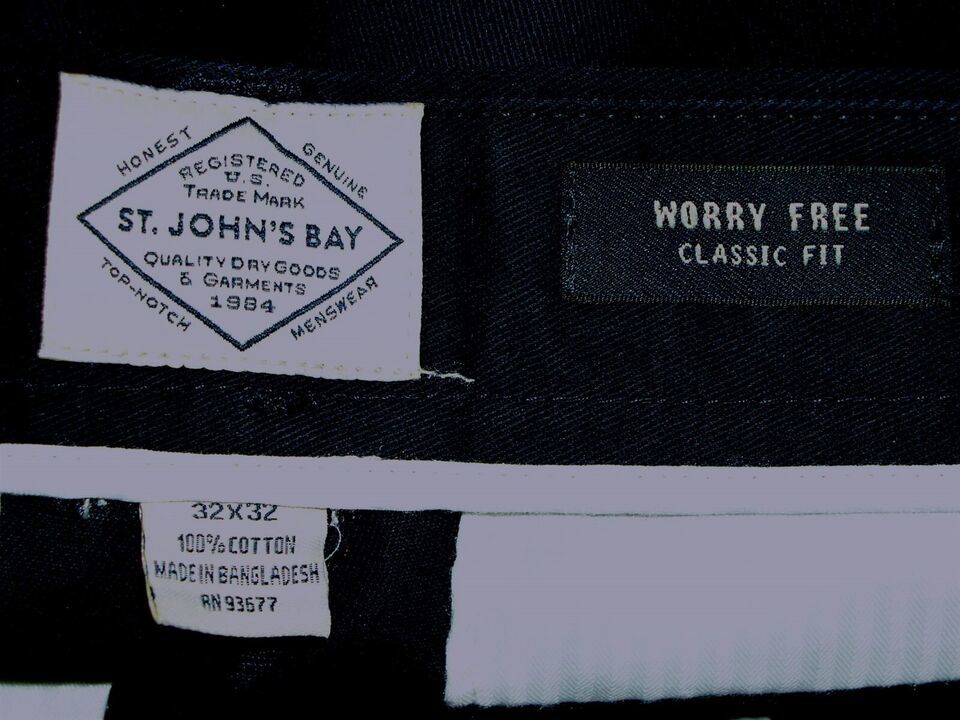 HONEST
GENUINE
REGISTERED
U.S.
TRADE MARK
ST. JOHN'S BAY
QUALITY DRY GOODS
& GARMENTS
1984
TOP-NOTCH
MENSWEAR
WORRY FREE
CLASSIC FIT
32X32
100% COTTON
MADE IN BANGLADESH
RN 93677